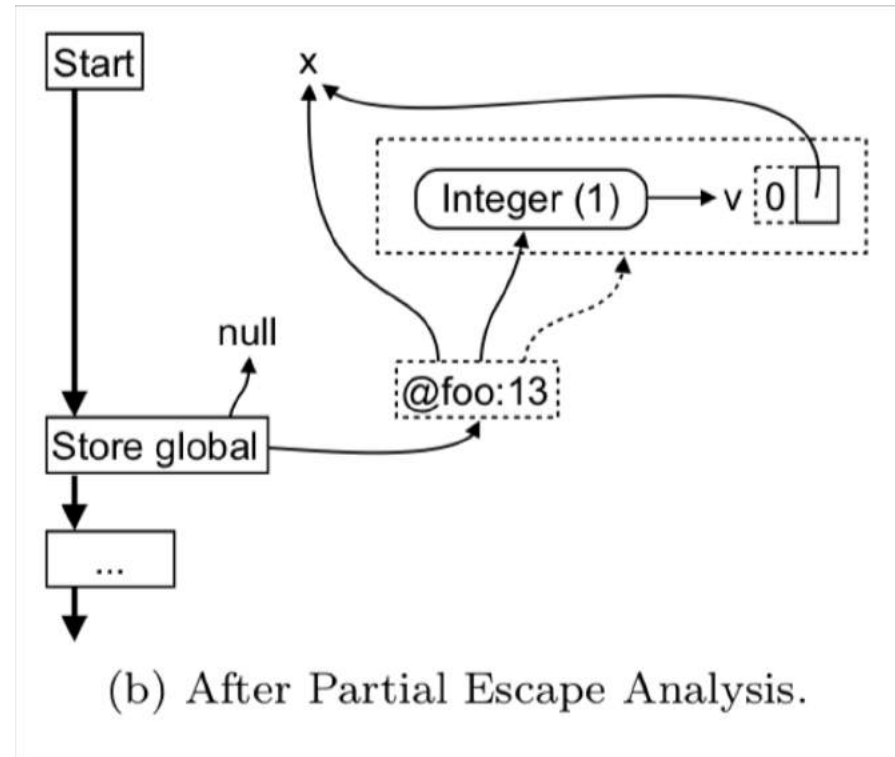 Start
x
Integer (1)
v 0
null
@foo:13
Store global
...
(b) After Partial Escape Analysis.